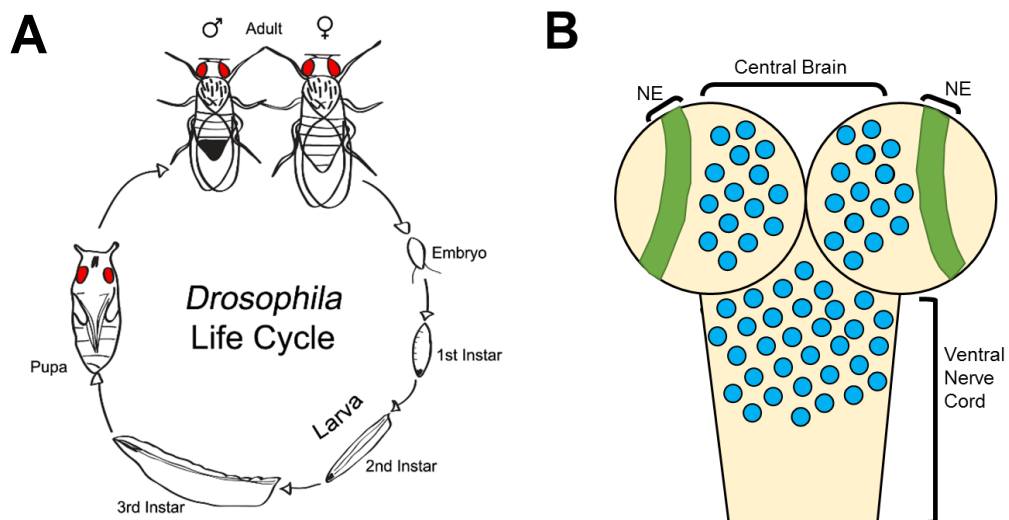 A
♂ Adult ♀
Embryo
1st Instar
Larva
2nd Instar
3rd Instar
Pupa
Drosophila
Life Cycle
B
Central Brain
NE
NE
Ventral
Nerve
Cord